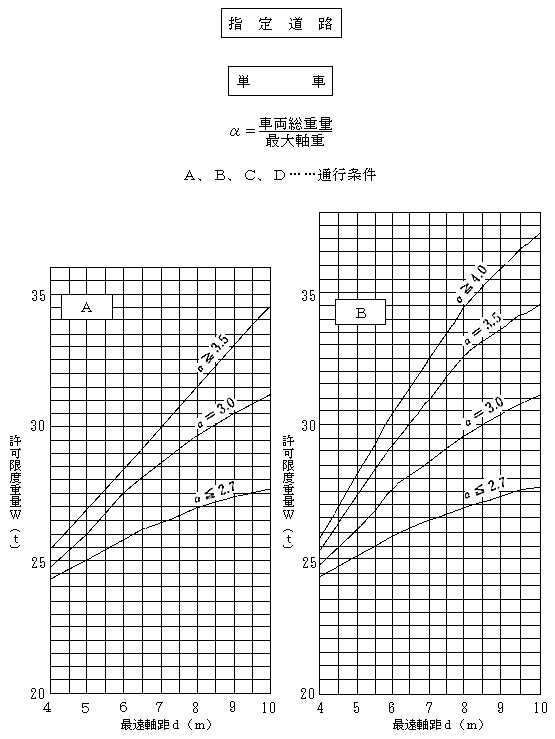 指定道路
単　車
α＝車両総重量
最大軸重
A、B、C、D……通行条件
A
35
30
25
20
許可限度重量W（t）
α≧3.5
α＝3.0
α≦2.7
4 5 6 7 8 9 10
最遠軸距d（m）
B
35
30
25
20
許可限度重量W（t）
α≧4.0
α＝3.5
α＝3.0
α≦2.7
4 5 6 7 8 9 10
最遠軸距d（m）